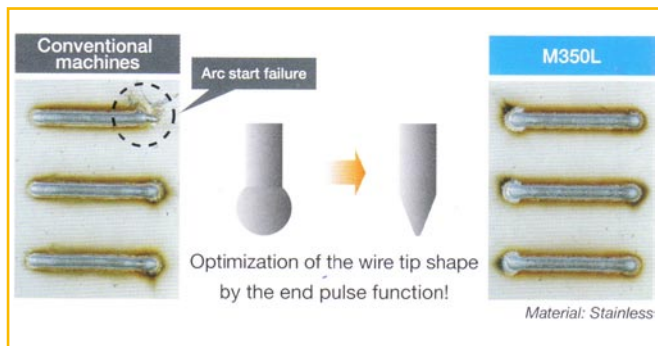 Conventional
machines
Arc start failure
M350L
Optimization of the wire tip shape
by the end pulse function!
Material: Stainless